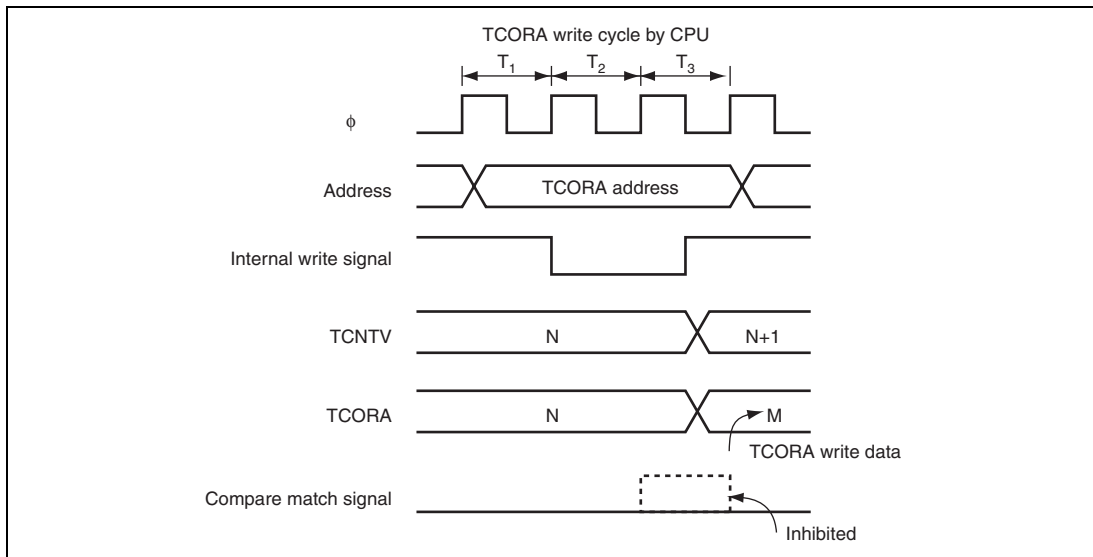 TCORA write cycle by CPU
T1 T2 T3
ϕ
Address TCORA address
Internal write signal
TCNTV N N+1
TCORA N M
TCORA write data
Compare match signal
Inhibited